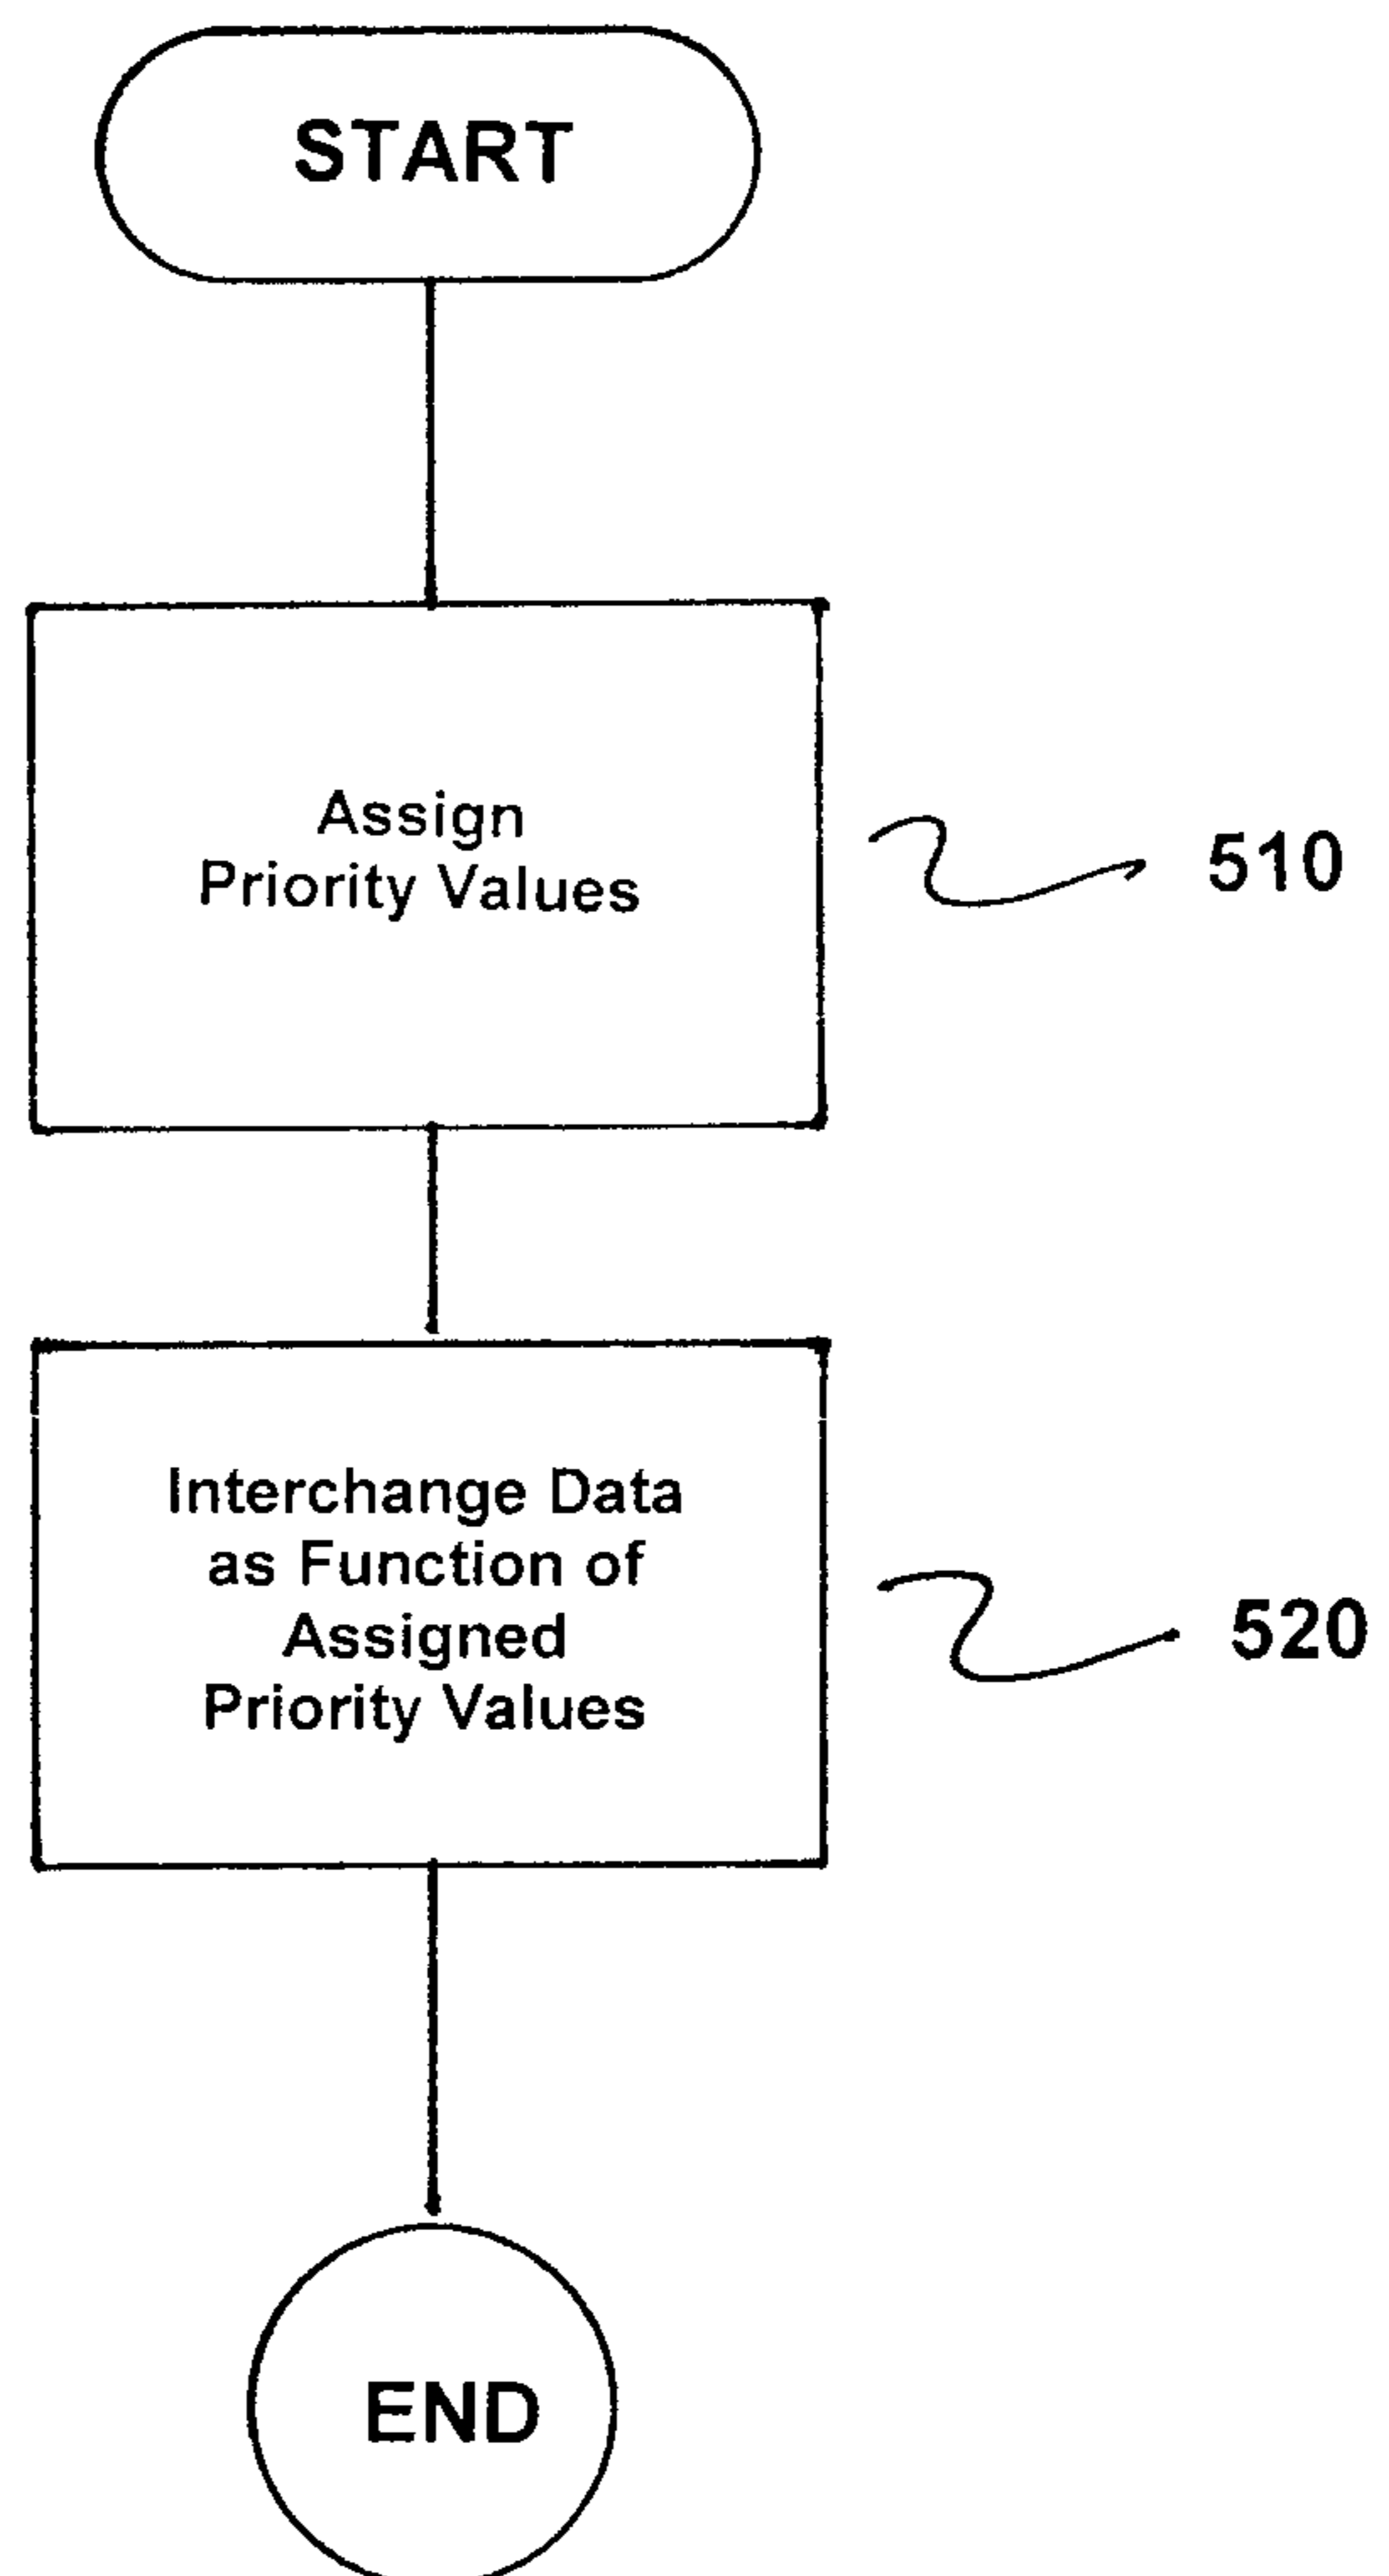 START
Assign
Priority Values
510
Interchange Data
as Function of
Assigned
Priority Values
520
END